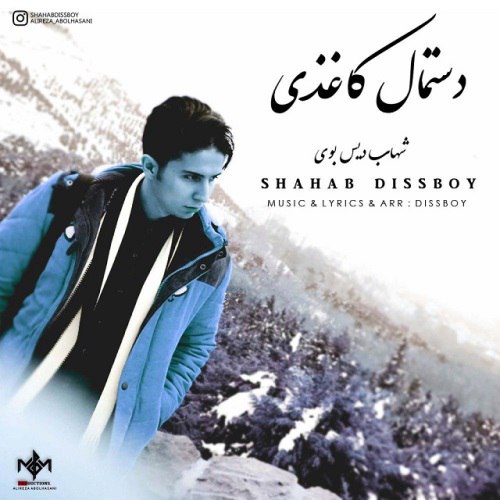 SHAHABDISSBOY
ALIREZA_ABOLHASANI
دستمال کاغذی
شهاب دیس بوی
SHAHAB DISSBOY
MUSIC & LYRICS & ARR : DISSBOY
ALIREZA ABOLHASANI